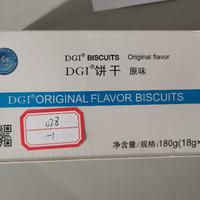 DGI® BISCUITS Original flavor
DGI®饼干 原味
DGI®ORIGINAL FLAVOR BISCUITS
028
-1
净含量/规格:180g(18g×